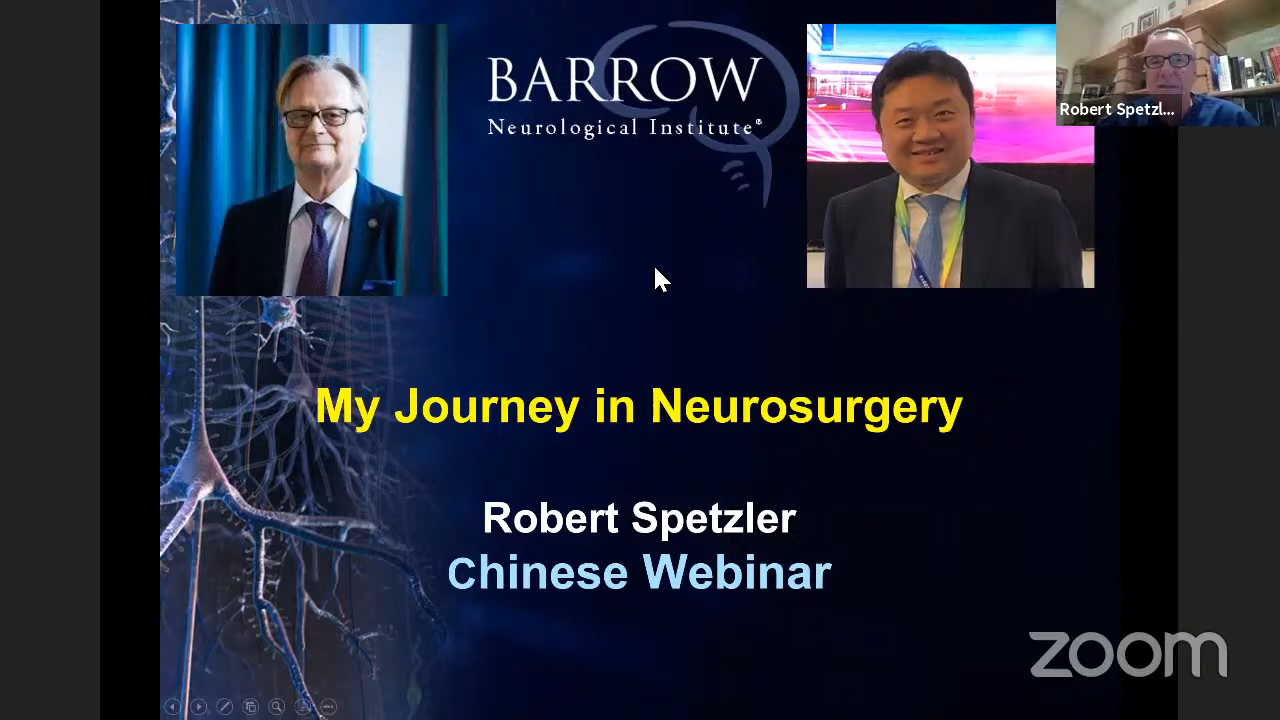 BARROW
Neurological Institute®
Robert Spetzl...
My Journey in Neurosurgery
Robert Spetzler
Chinese Webinar
zoom